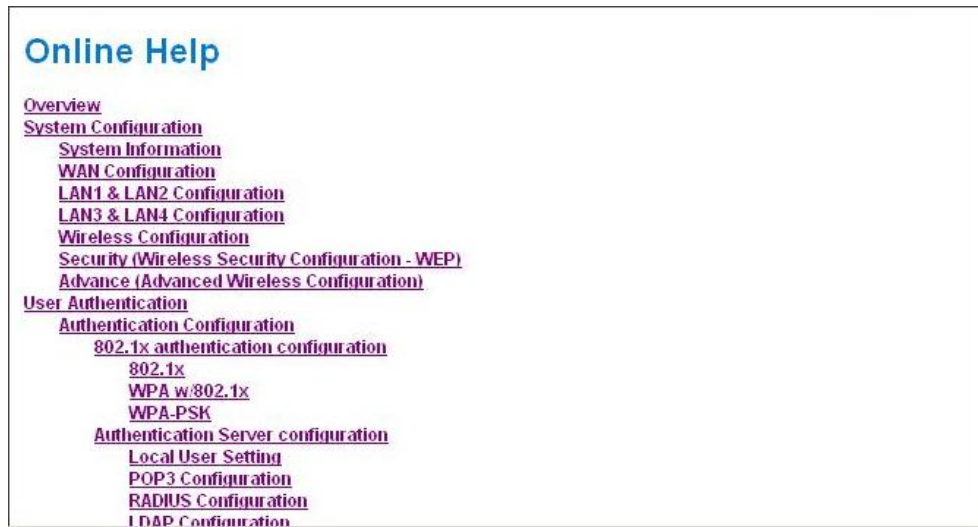 Online Help
Overview
System Configuration
System Information
WAN Configuration
LAN1 & LAN2 Configuration
LAN3 & LAN4 Configuration
Wireless Configuration
Security (Wireless Security Configuration - WEP)
Advance (Advanced Wireless Configuration)
User Authentication
Authentication Configuration
802.1x authentication configuration
802.1x
WPA w/802.1x
WPA-PSK
Authentication Server configuration
Local User Setting
POP3 Configuration
RADIUS Configuration
LDAP Configuration